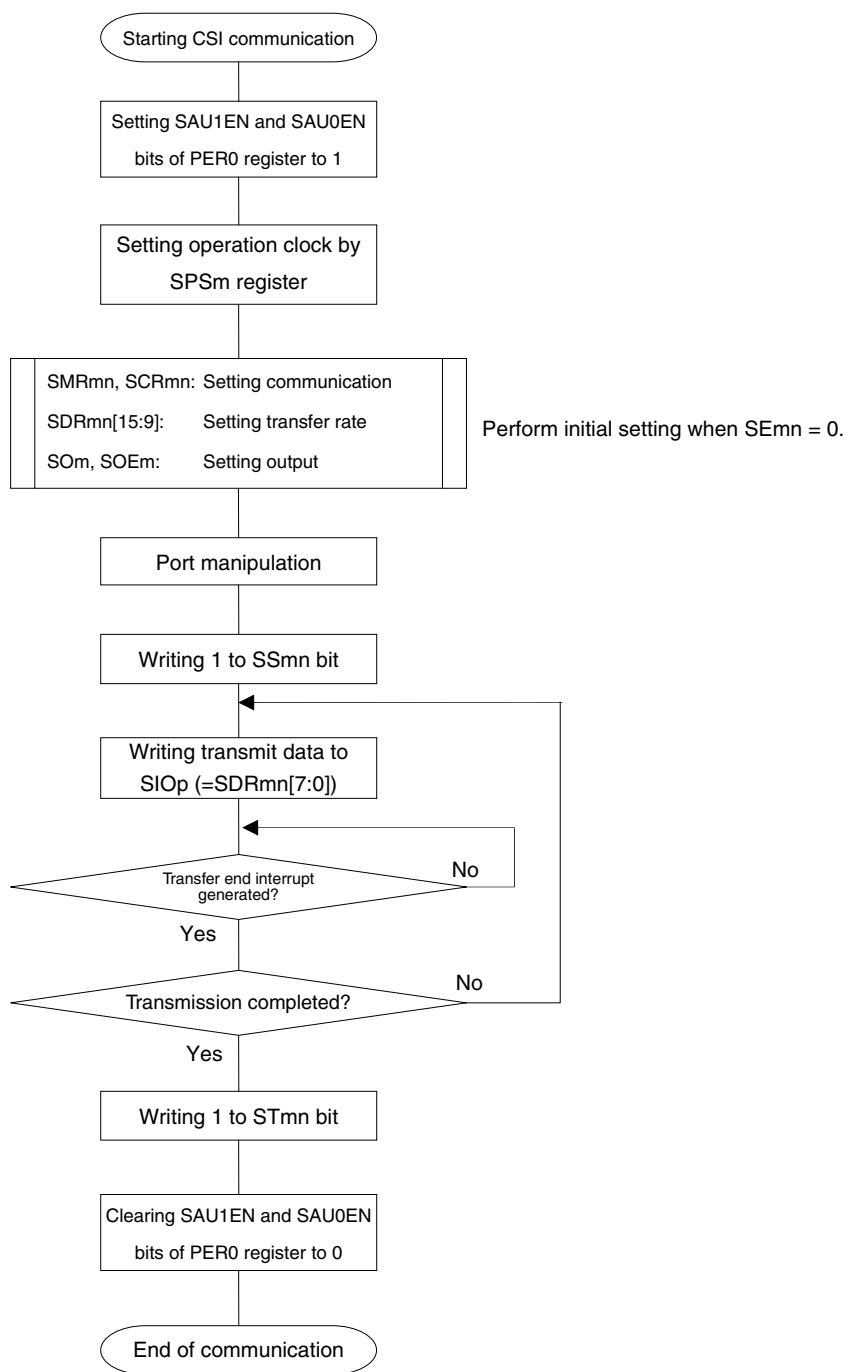 Starting CSI communication
Setting SAU1EN and SAU0EN
bits of PER0 register to 1
Setting operation clock by
SPSm register
SMRmn, SCRmn: Setting communication
SDRmn[15:9]: Setting transfer rate
SOm, SOEm: Setting output
Perform initial setting when SEmn = 0.
Port manipulation
Writing 1 to SSmn bit
Writing transmit data to
SIOp (=SDRmn[7:0])
Transfer end interrupt
generated?
No
Yes
Transmission completed?
No
Yes
Writing 1 to STmn bit
Clearing SAU1EN and SAU0EN
bits of PER0 register to 0
End of communication